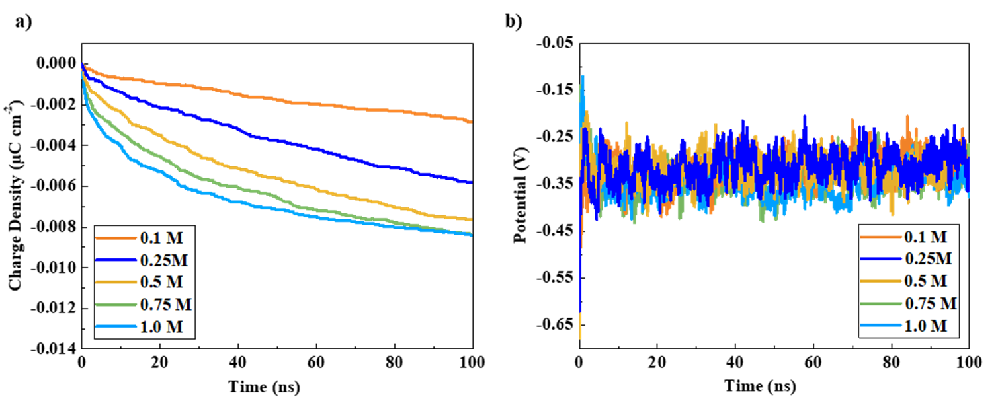 a)
Charge Density (μC cm-2)
0.000
-0.002
-0.004
-0.006
-0.008
-0.010
-0.012
-0.014
0.1 M
0.25M
0.5 M
0.75 M
1.0 M
0 20 40 60 80 100
Time (ns)
b)
Potential (V)
-0.05
-0.15
-0.25
-0.35
-0.45
-0.55
-0.65
0.1 M
0.25M
0.5 M
0.75 M
1.0 M
0 20 40 60 80 100
Time (ns)